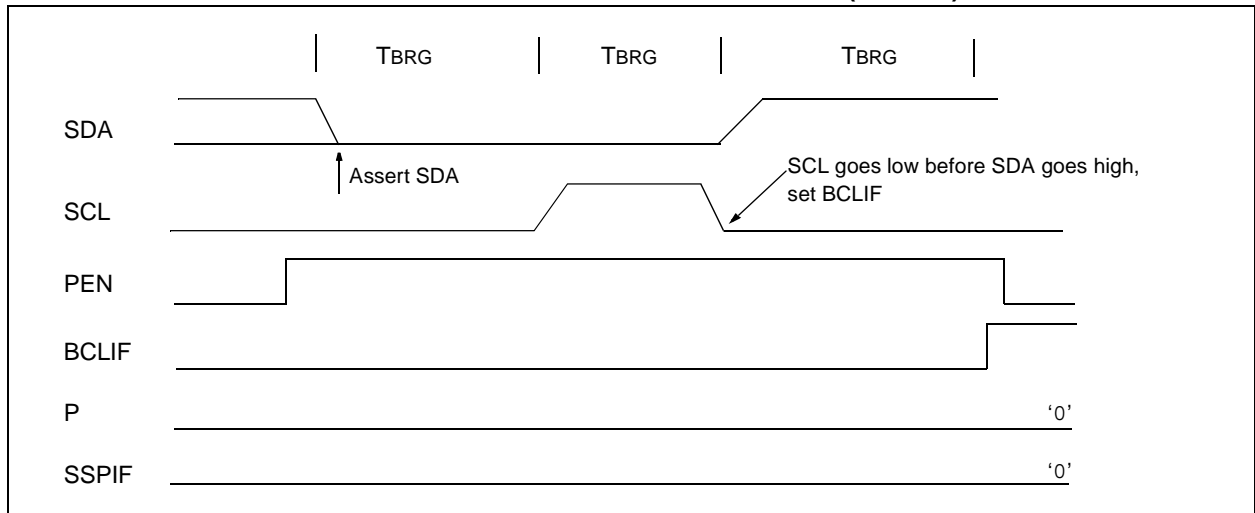 TBRG TBRG TBRG
SDA
Assert SDA
SCL goes low before SDA goes high,
set BCLIF
SCL
PEN
BCLIF
P
'0'
SSPIF
'0'